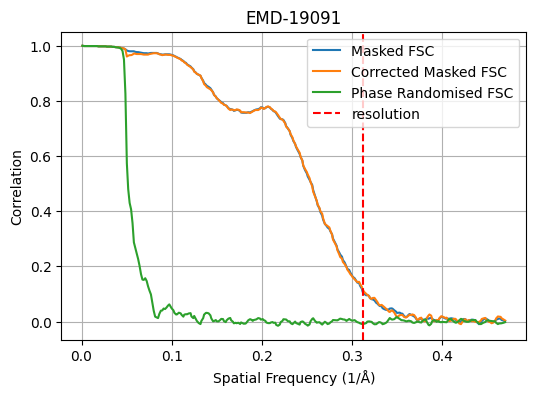 EMD-19091
Masked FSC
Corrected Masked FSC
Phase Randomised FSC
resolution
Correlation
1.0
0.8
0.6
0.4
0.2
0.0
0.0 0.1 0.2 0.3 0.4
Spatial Frequency (1/Å)